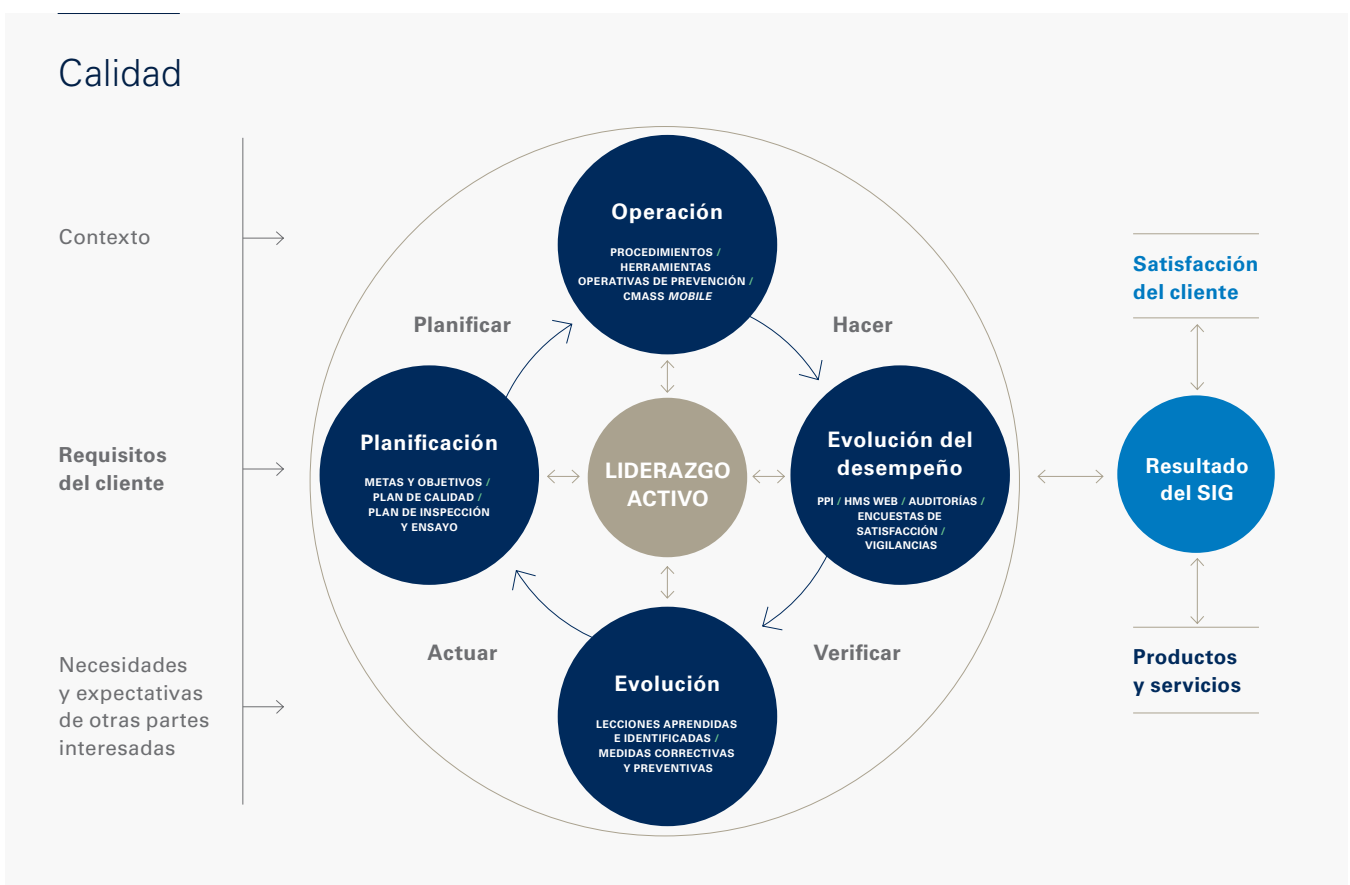 Calidad
Contexto
Requisitos
del cliente
Necesidades
y expectativas
de otras partes
interesadas
Operación
PROCEDIMIENTOS /
HERRAMIENTAS
OPERATIVAS DE PREVENCIÓN /
CMASS MOBILE
Planificar
Hacer
Planificación
METAS Y OBJETIVOS /
PLAN DE CALIDAD /
PLAN DE INSPECCIÓN
Y ENSAYO
LIDERAZGO
ACTIVO
Evolución del
desempeño
PPI / HMS WEB / AUDITORÍAS /
ENCUESTAS DE
SATISFACCIÓN /
VIGILANCIAS
Actuar
Verificar
Evolución
LECCIONES APRENDIDAS
E IDENTIFICADAS /
MEDIDAS CORRECTIVAS
Y PREVENTIVAS
Satisfacción
del cliente
Resultado
del SIG
Productos
y servicios